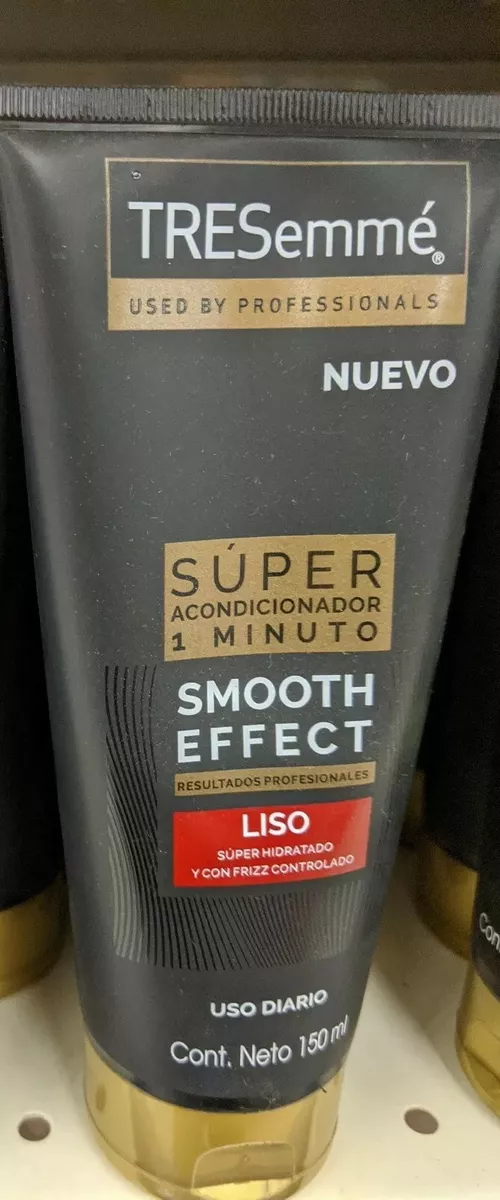 TRESemmé®
USED BY PROFESSIONALS
NUEVO
SÚPER
ACONDICIONADOR
1 MINUTO
SMOOTH
EFFECT
RESULTADOS PROFESIONALES
LISO
SÚPER HIDRATADO
Y CON FRIZZ CONTROLADO
USO DIARIO
Cont. Neto 150 ml